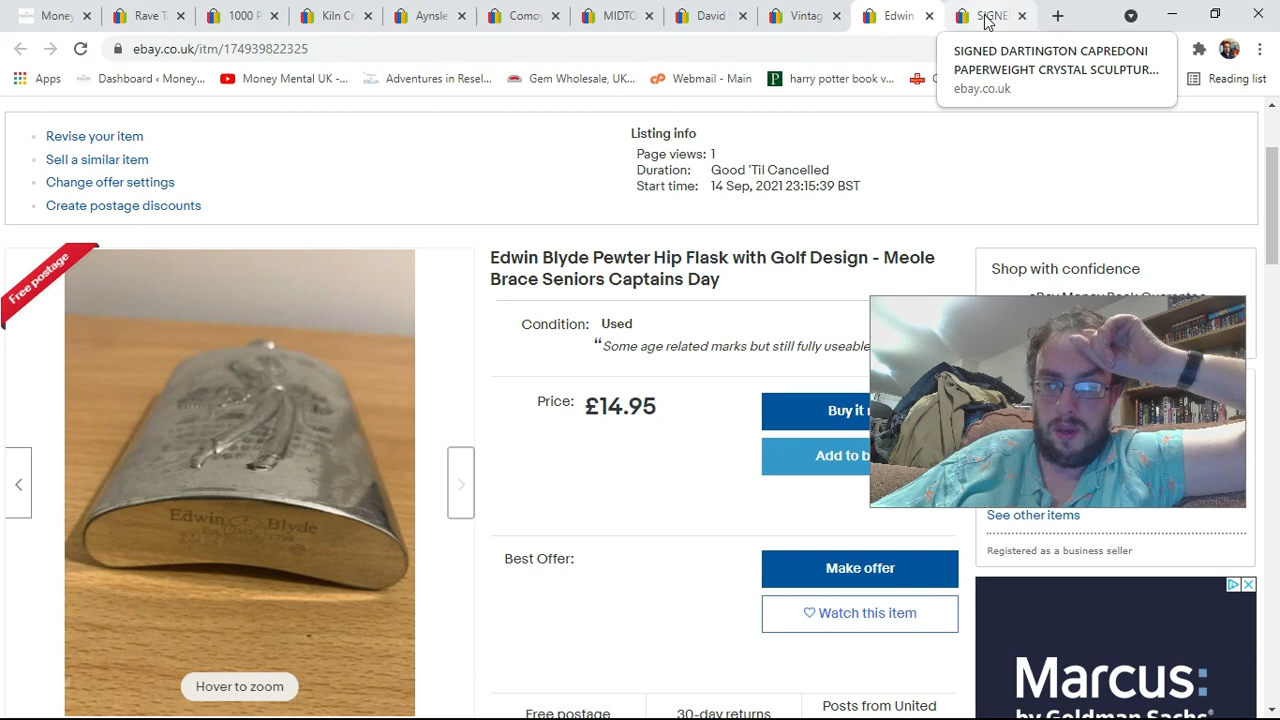 Money
Rave T
1000 P
Kiln Cr
Aynsle
Comoy
MIDTO
David
Vintag
Edwin
SIGNE
ebay.co.uk/itm/174939822325
SIGNED DARTINGTON CAPREDONI
PAPERWEIGHT CRYSTAL SCULPTUR...
ebay.co.uk
Apps
Dashboard ‹ Money...
Money Mental UK -...
Adventures in Resel...
Gem Wholesale, UK...
Webmail - Main
harry potter book v...
Reading list
Revise your item
Sell a similar item
Change offer settings
Create postage discounts
Listing info
Page views: 1
Duration: Good 'Til Cancelled
Start time: 14 Sep, 2021 23:15:39 BST
Free postage
Edwin Blyde Pewter Hip Flask with Golf Design - Meole
Brace Seniors Captains Day
Condition: Used
“Some age related marks but still fully useable
Price: £14.95
Buy it
Add to b
Best Offer:
Make offer
Watch this item
Free postage
30-day returns
Posts from United
Shop with confidence
eBay Money Back Guarantee
See other items
Registered as a business seller
Marcus:
by Goldman Sachs®
Edwin Blyde
Hover to zoom